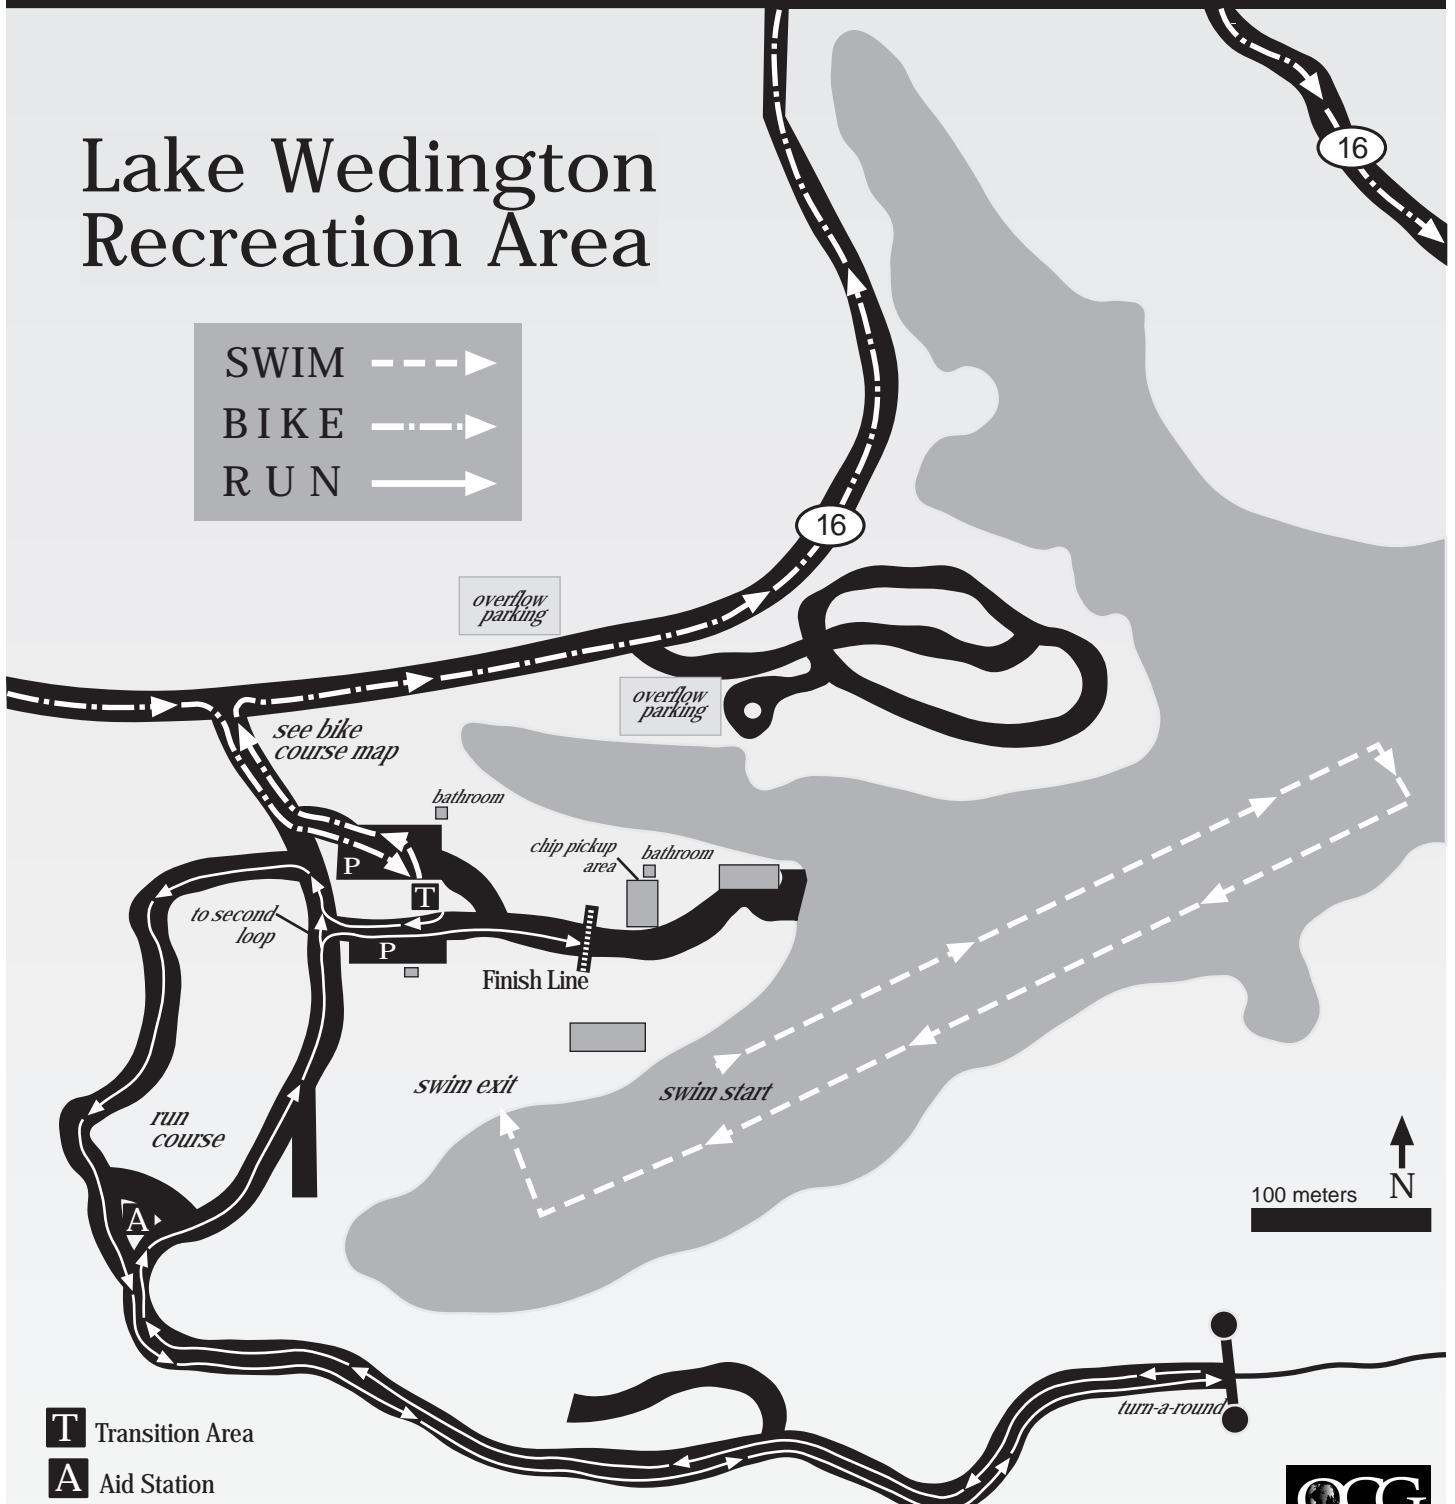 Lake Wedington
Recreation Area
16
SWIM
BIKE
RUN
16
overflow
parking
overflow
parking
see bike
course map
bathroom
chip pickup
area
bathroom
P
T
to second
loop
P
Finish Line
swim exit
swim start
run
course
A
N
100 meters
turn-a-round
T Transition Area
A Aid Station
OCG